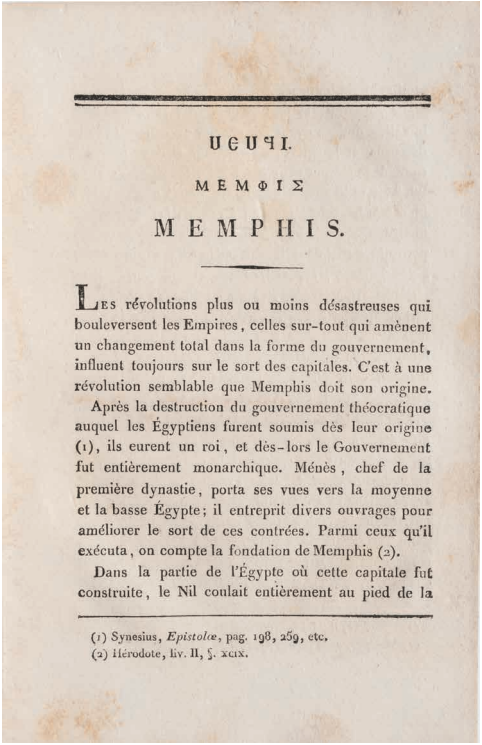 ⲘⲈⲘϤⲒ.
ΜΕΜΦΙΣ
MEMPHIS.
LES révolutions plus ou moins désastreuses qui
bouleversent les Empires, celles sur-tout qui amènent
un changement total dans la forme du gouvernement,
influent toujours sur le sort des capitales. C'est à une
révolution semblable que Memphis doit son origine.
Après la destruction du gouvernement théocratique
auquel les Égyptiens furent soumis dès leur origine
(1), ils eurent un roi, et dès-lors le Gouvernement
fut entièrement monarchique. Ménès, chef de la
première dynastie, porta ses vues vers la moyenne
et la basse Égypte; il entreprit divers ouvrages pour
améliorer le sort de ces contrées. Parmi ceux qu'il
exécuta, on compte la fondation de Memphis (2).
Dans la partie de l'Égypte où cette capitale fut
construite, le Nil coulait entièrement au pied de la
(1) Synesius, Epistolæ, pag. 198, 259, etc.
(2) Hérodote, liv. II, §. XCIX.